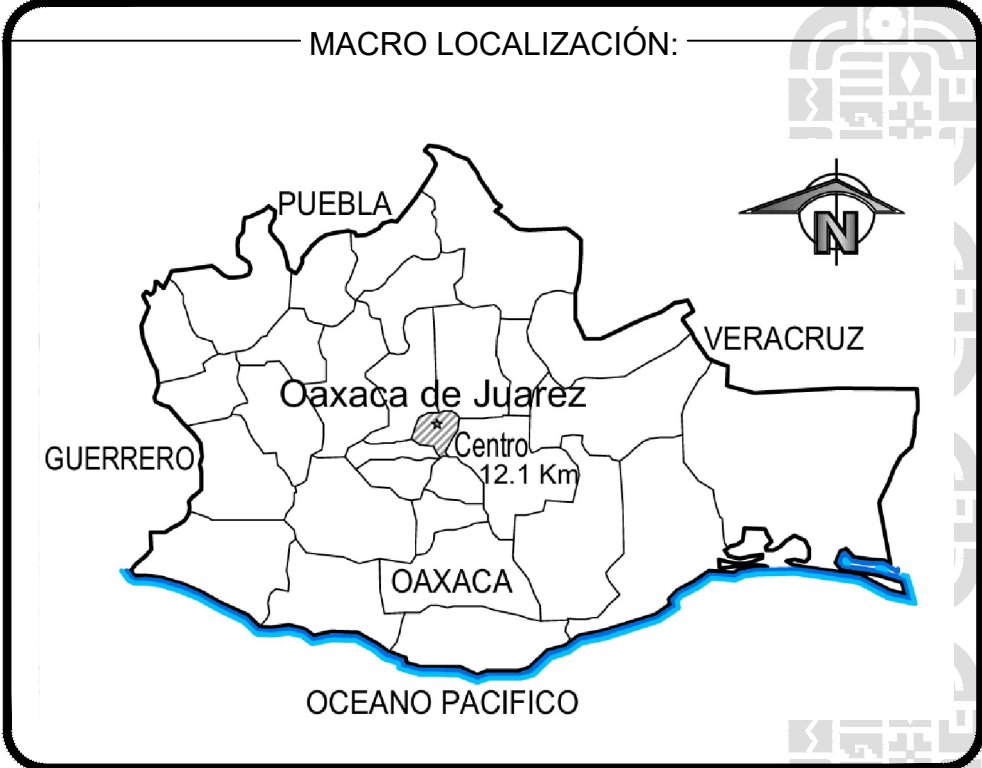 MACRO LOCALIZACIÓN:
PUEBLA
N
VERACRUZ
Oaxaca de Juarez
Centro
GUERRERO
12.1 Km
OAXACA
OCEANO PACIFICO